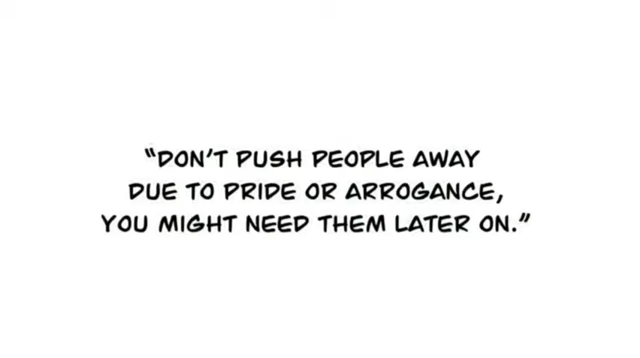 “DON'T PUSH PEOPLE AWAY
DUE TO PRIDE OR ARROGANCE,
YOU MIGHT NEED THEM LATER ON.”